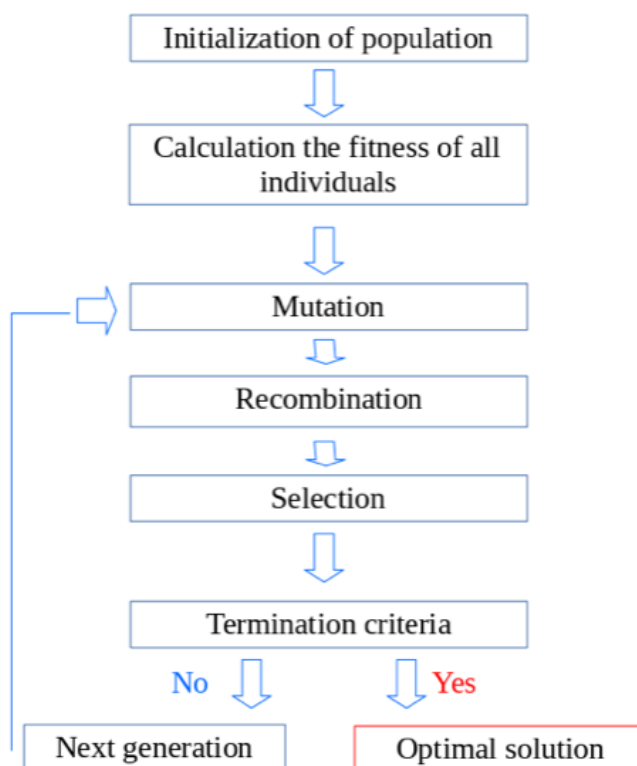 Initialization of population
Calculation the fitness of all
individuals
Mutation
Recombination
Selection
Termination criteria
No
Yes
Next generation
Optimal solution